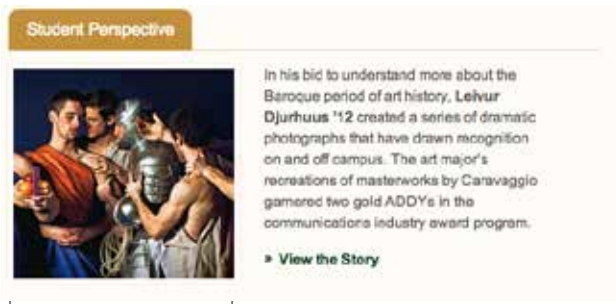 Student Perspective
In his bid to understand more about the
Baroque period of art history, Leivur
Djurhuus '12 created a series of dramatic
photographs that have drawn recognition
on and off campus. The art major's
recreations of masterworks by Caravaggio
garnered two gold ADDYs in the
communications industry award program.
» View the Story